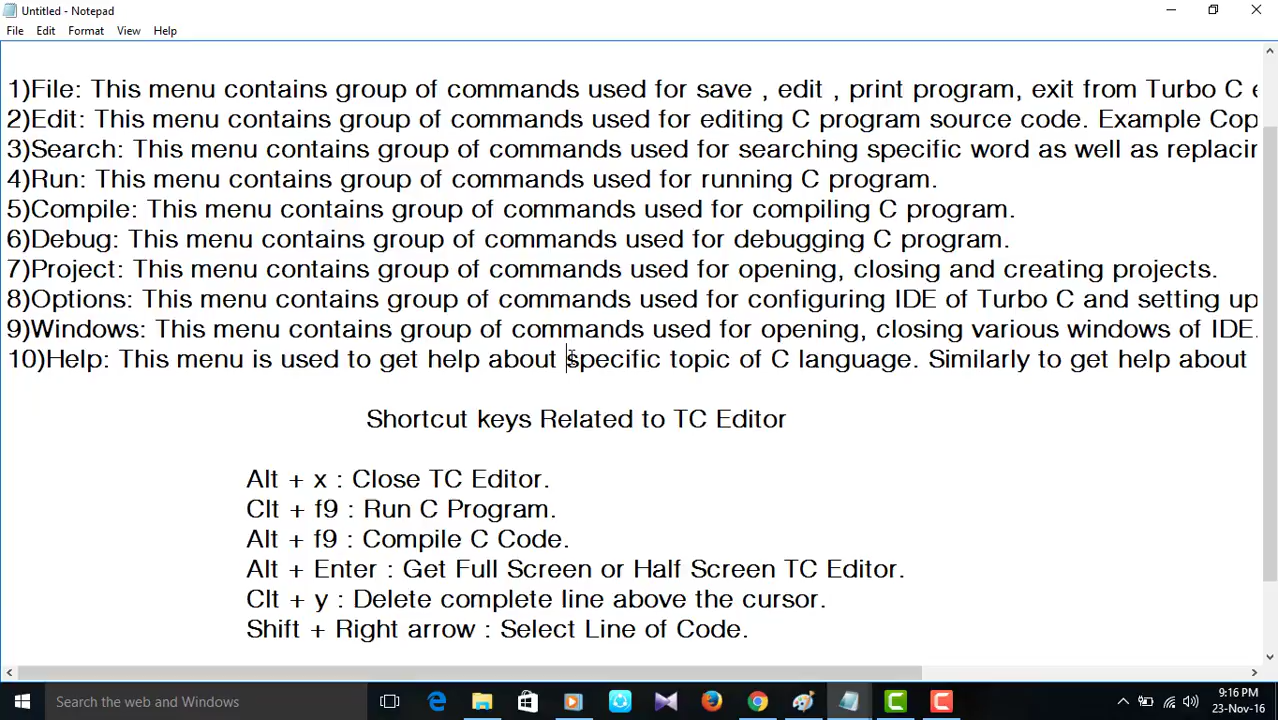 Untitled - Notepad
File Edit Format View Help
1)File: This menu contains group of commands used for save , edit , print program, exit from Turbo C
2)Edit: This menu contains group of commands used for editing C program source code. Example Cop
3)Search: This menu contains group of commands used for searching specific word as well as replacin
4)Run: This menu contains group of commands used for running C program.
5)Compile: This menu contains group of commands used for compiling C program.
6)Debug: This menu contains group of commands used for debugging C program.
7)Project: This menu contains group of commands used for opening, closing and creating projects.
8)Options: This menu contains group of commands used for configuring IDE of Turbo C and setting up
9)Windows: This menu contains group of commands used for opening, closing various windows of IDE.
10)Help: This menu is used to get help about specific topic of C language. Similarly to get help about
Shortcut keys Related to TC Editor
Alt + x : Close TC Editor.
Clt + f9 : Run C Program.
Alt + f9 : Compile C Code.
Alt + Enter : Get Full Screen or Half Screen TC Editor.
Clt + y : Delete complete line above the cursor.
Shift + Right arrow : Select Line of Code.
Search the web and Windows
9:16 PM
23-Nov-16